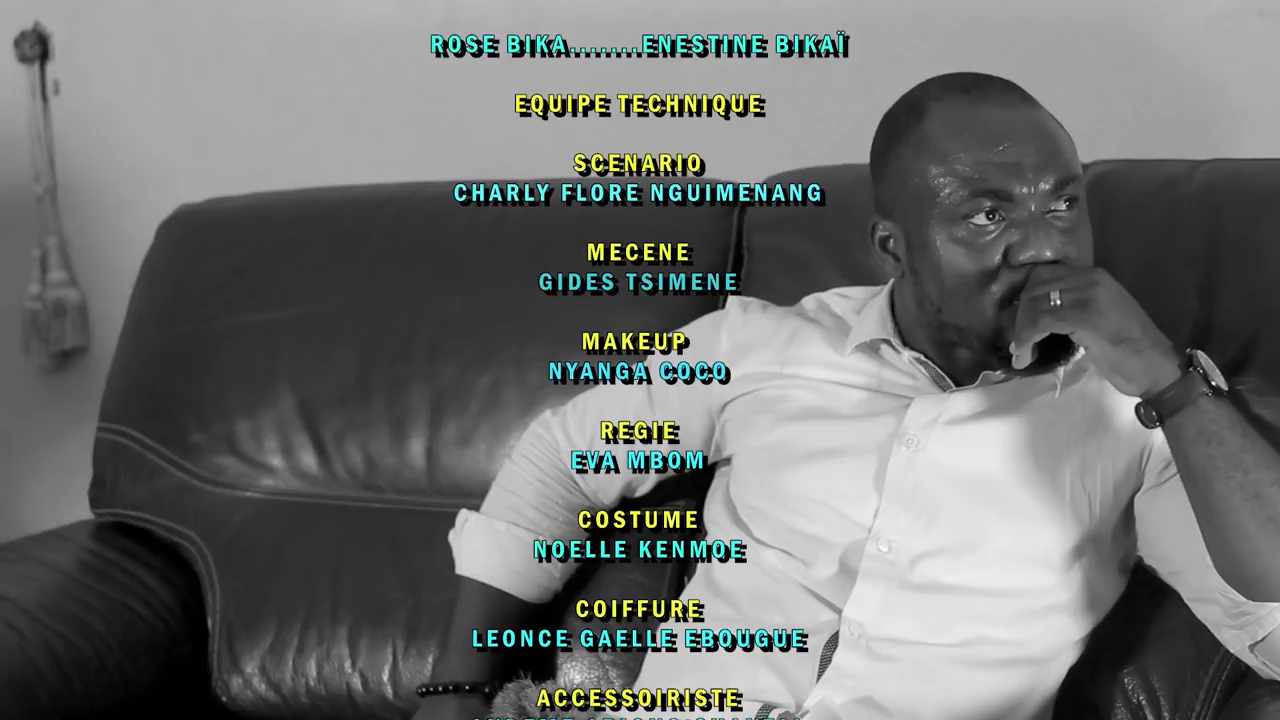 ROSE BIKA.......ENESTINE BIKAÏ
EQUIPE TECHNIQUE
SCENARIO
CHARLY FLORE NGUIMENANG
MECENE
GIDES TSIMENE
MAKEUP
NYANGA COCO
REGIE
EVA MBOM
COSTUME
NOELLE KENMOE
COIFFURE
LEONCE GAELLE EBOUGUE
ACCESSOIRISTE